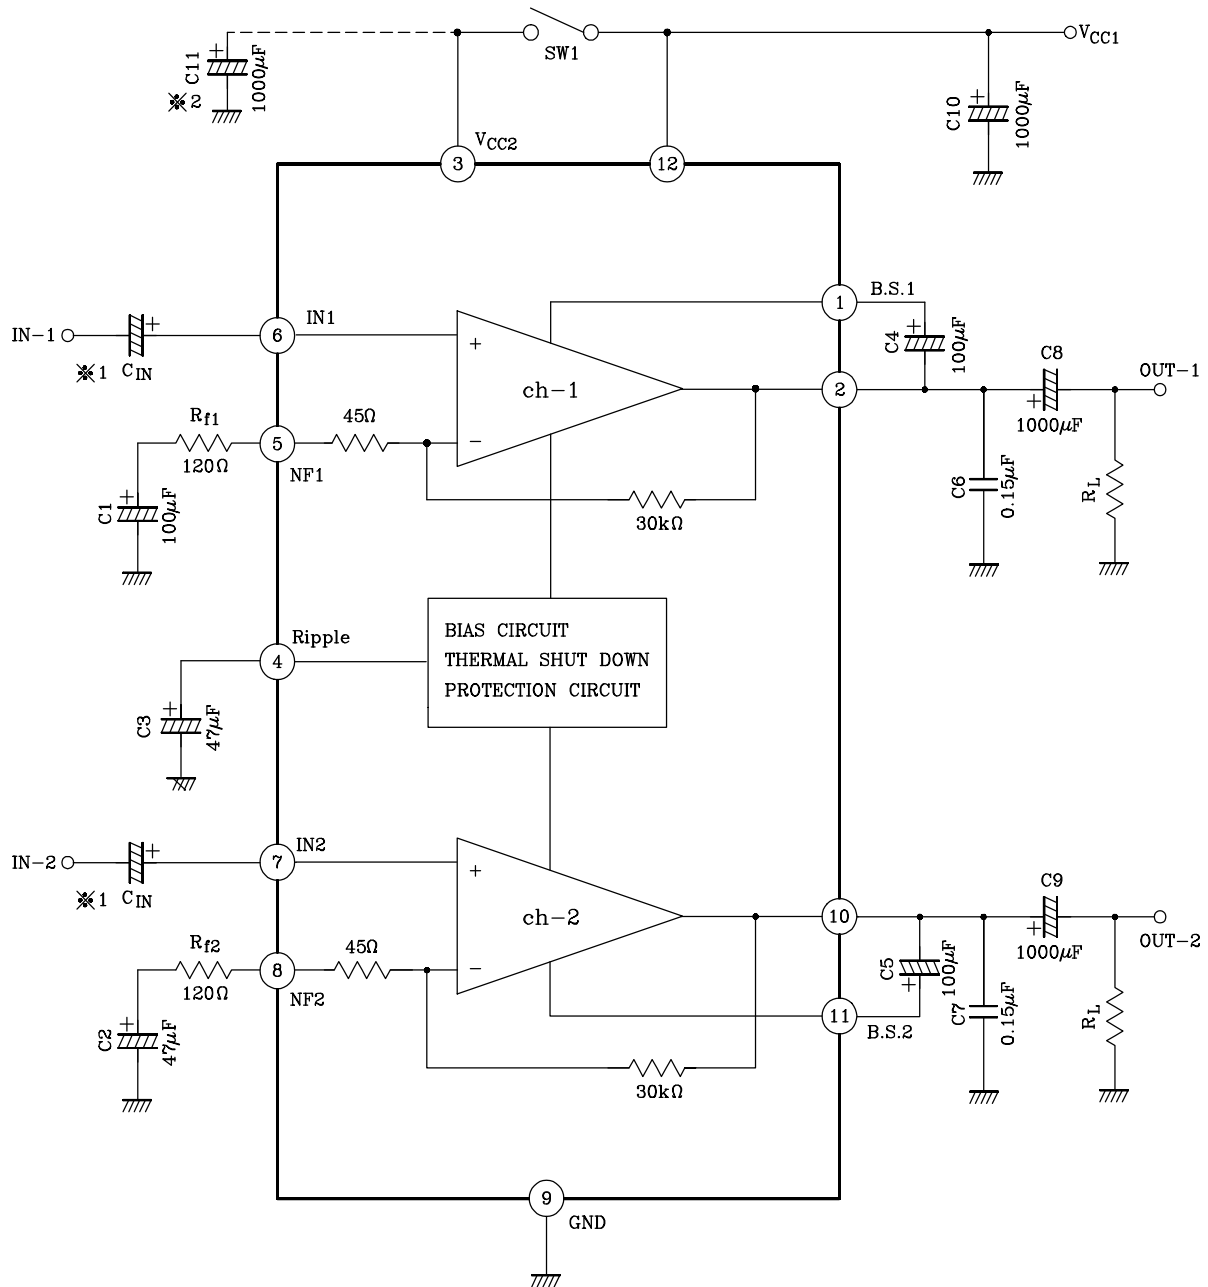 C11
1000μF
※2
SW1
VCC1
C10
1000μF
3
VCC2
12
IN-1
※1
CIN
6
IN1
1
B.S.1
C4
100μF
ch-1
+
−
2
C8
1000μF
OUT-1
Rf1
120Ω
5
NF1
45Ω
30kΩ
C1
100μF
C6
0.15μF
RL
Ripple
4
C3
47μF
BIAS CIRCUIT
THERMAL SHUT DOWN
PROTECTION CIRCUIT
IN-2
※1
CIN
7
IN2
ch-2
+
−
10
C9
1000μF
OUT-2
Rf2
120Ω
8
NF2
45Ω
30kΩ
C2
47μF
C5
100μF
11
B.S.2
C7
0.15μF
RL
9
GND